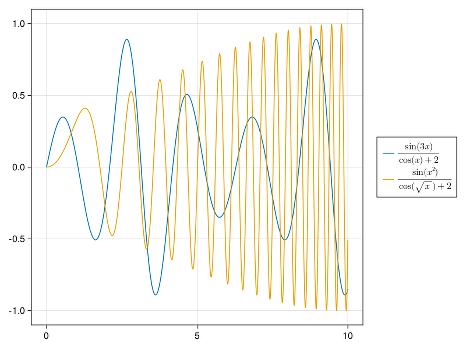 1.0
0.5
0.0
-0.5
-1.0
0 5 10
sin(3x)
cos(x) + 2
sin(x²)
cos(√x) + 2